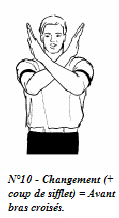 N°10 - Changement (+
coup de sifflet) = Avant
bras croisés.